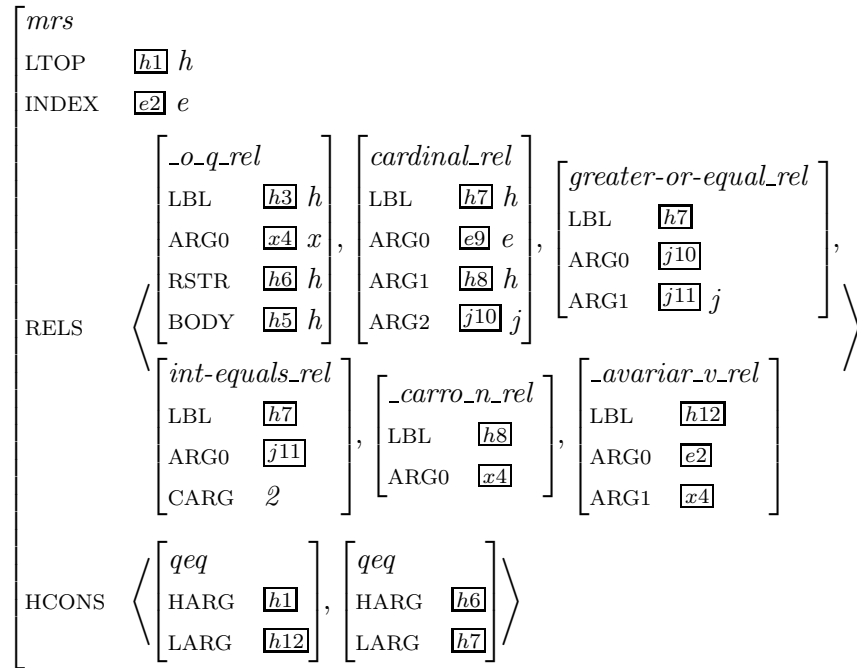 mrs
LTOP h1 h
INDEX e2 e
RELS
_o_q_rel
LBL h3 h
ARG0 x4 x
RSTR h6 h
BODY h5 h
,
cardinal_rel
LBL h7 h
ARG0 e9 e
ARG1 h8 h
ARG2 j10 j
,
greater-or-equal_rel
LBL h7
ARG0 j10
ARG1 j11 j
,
int-equals_rel
LBL h7
ARG0 j11
CARG 2
,
_carro_n_rel
LBL h8
ARG0 x4
,
_avariar_v_rel
LBL h12
ARG0 e2
ARG1 x4
HCONS
qeq
HARG h1
LARG h12
,
qeq
HARG h6
LARG h7